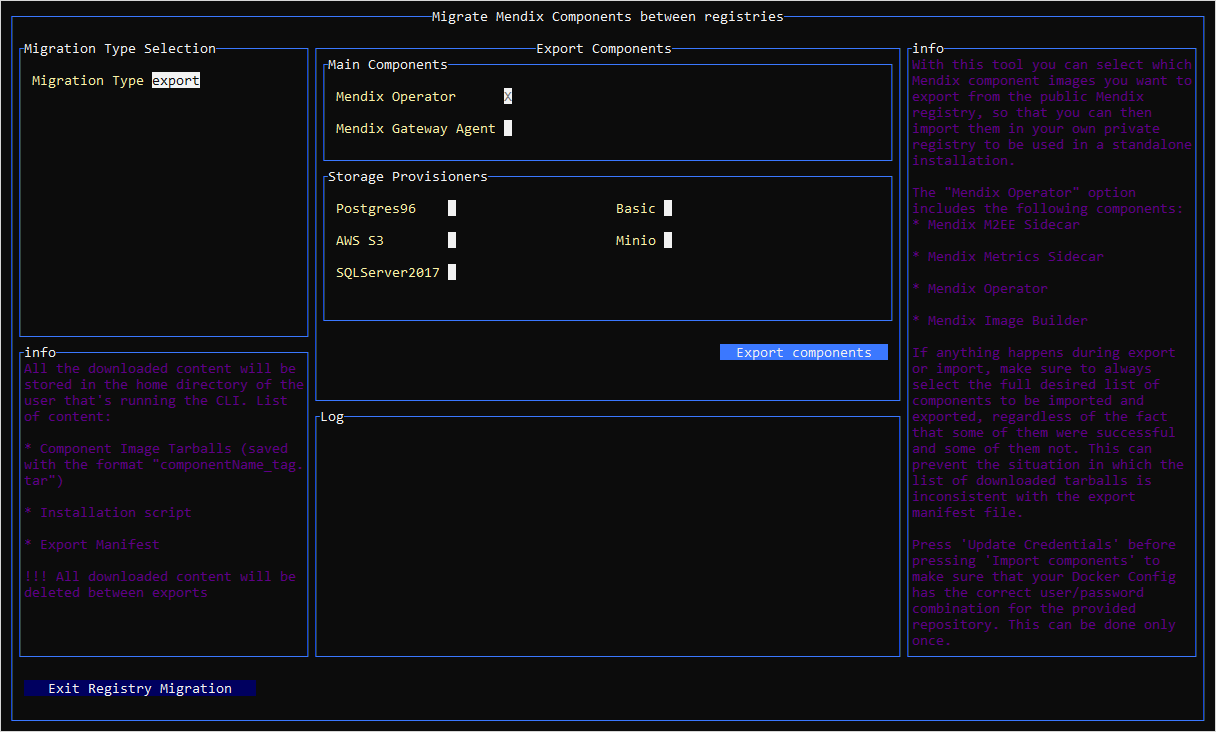 Migrate Mendix Components between registries
Migration Type Selection
Migration Type export
info
All the downloaded content will be
stored in the home directory of the
user that's running the CLI. List
of content:
* Component Image Tarballs (saved
with the format "componentName_tag.
tar")
* Installation script
* Export Manifest
!!! All downloaded content will be
deleted between exports
Export Components
Main Components
Mendix Operator X
Mendix Gateway Agent
Storage Provisioners
Postgres96 Basic
AWS S3 Minio
SQLServer2017
Export components
Log
info
With this tool you can select which
Mendix component images you want to
export from the public Mendix
registry, so that you can then
import them in your own private
registry to be used in a standalone
installation.
The "Mendix Operator" option
includes the following components:
* Mendix M2EE Sidecar
* Mendix Metrics Sidecar
* Mendix Operator
* Mendix Image Builder
If anything happens during export
or import, make sure to always
select the full desired list of
components to be imported and
exported, regardless of the fact
that some of them were successful
and some of them not. This can
prevent the situation in which the
list of downloaded tarballs is
inconsistent with the export
manifest file.
Press 'Update Credentials' before
pressing 'Import components' to
make sure that your Docker Config
has the correct user/password
combination for the provided
repository. This can be done only
once.
Exit Registry Migration